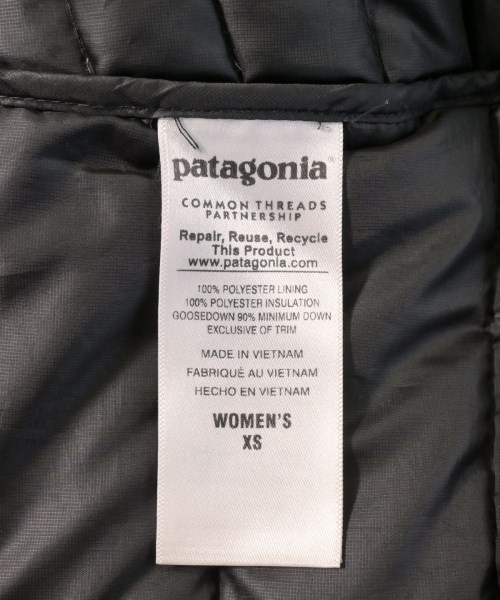 patagonia®
COMMON THREADS
PARTNERSHIP
Repair, Reuse, Recycle
This Product
www.patagonia.com
100% POLYESTER LINING
100% POLYESTER INSULATION
GOOSEDOWN 90% MINIMUM DOWN
EXCLUSIVE OF TRIM
MADE IN VIETNAM
FABRIQUÉ AU VIETNAM
HECHO EN VIETNAM
WOMEN'S
XS